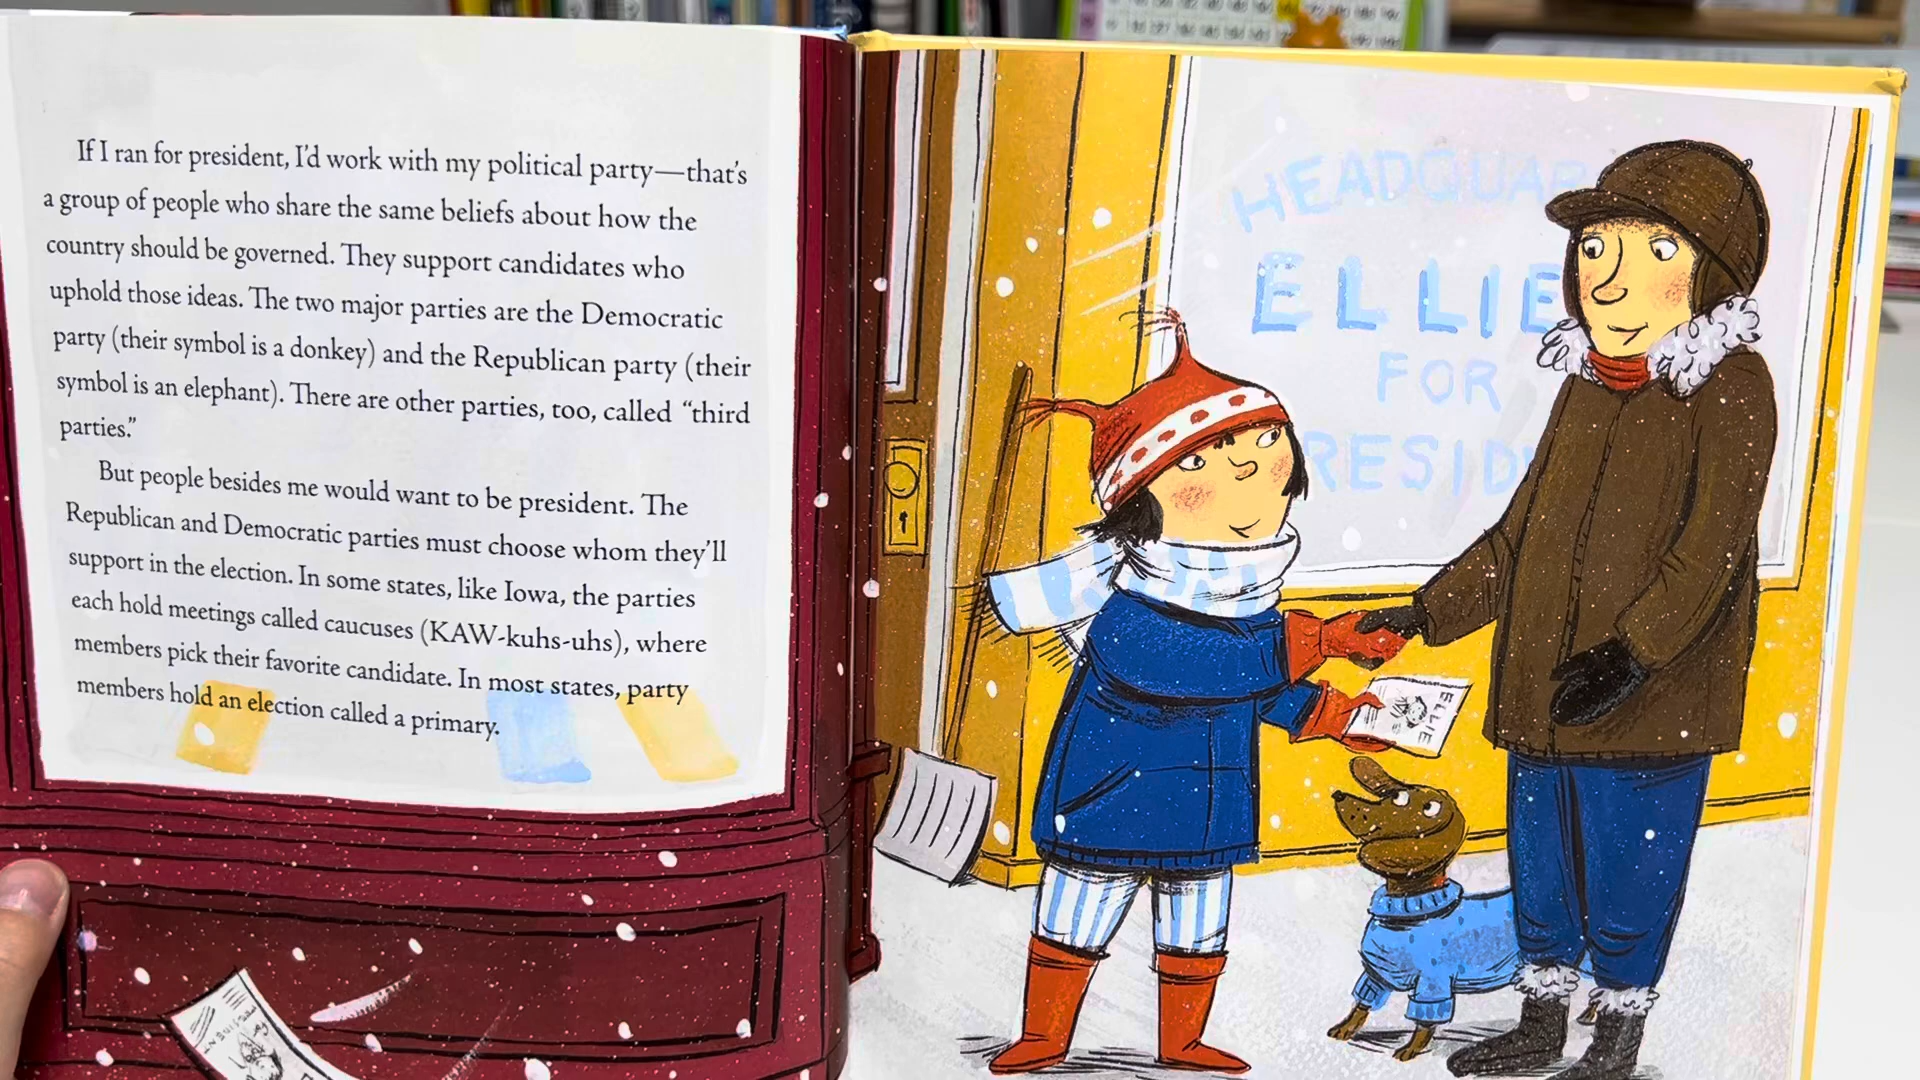 If I ran for president, I'd work with my political party—that's
a group of people who share the same beliefs about how the
country should be governed. They support candidates who
uphold those ideas. The two major parties are the Democratic
party (their symbol is a donkey) and the Republican party (their
symbol is an elephant). There are other parties, too, called “third
parties.”
But people besides me would want to be president. The
Republican and Democratic parties must choose whom they'll
support in the election. In some states, like Iowa, the parties
each hold meetings called caucuses (KAW-kuhs-uhs), where
members pick their favorite candidate. In most states, party
members hold an election called a primary.
HEADQUAR
ELLIE
FOR
RESID
ELLIE